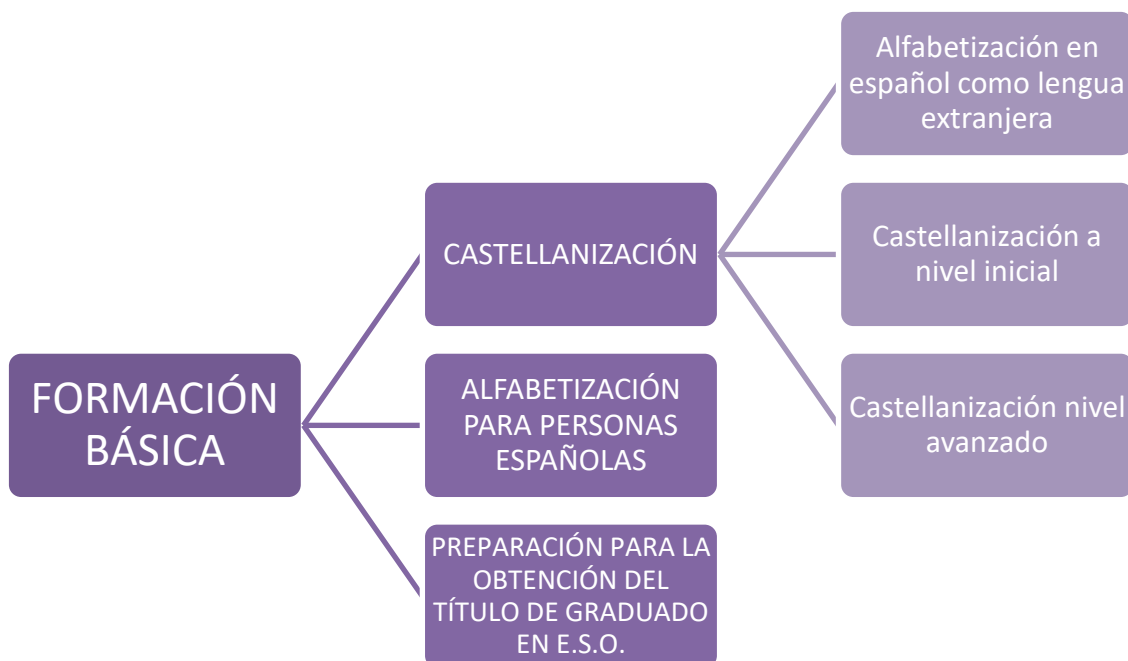 FORMACIÓN
BÁSICA
CASTELLANIZACIÓN
ALFABETIZACIÓN
PARA PERSONAS
ESPAÑOLAS
PREPARACIÓN PARA LA
OBTENCIÓN DEL
TÍTULO DE GRADUADO
EN E.S.O.
Alfabetización en
español como lengua
extranjera
Castellanización a
nivel inicial
Castellanización nivel
avanzado